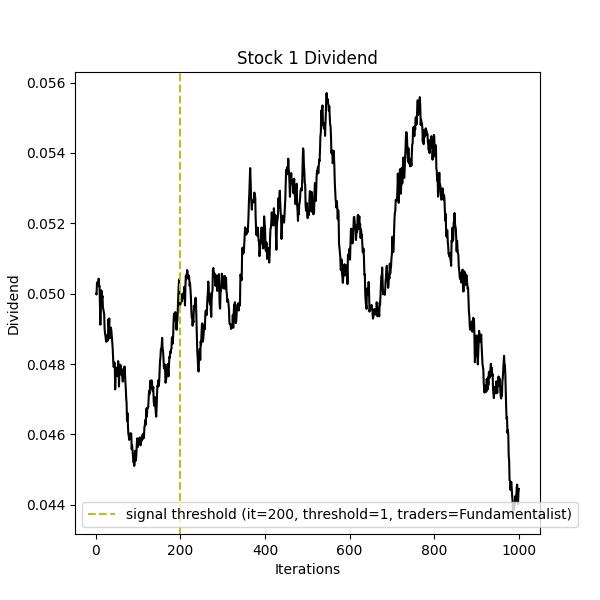 Stock 1 Dividend
0.056
0.054
0.052
0.050
0.048
0.046
0.044
Dividend
signal threshold (it=200, threshold=1, traders=Fundamentalist)
0 200 400 600 800 1000
Iterations